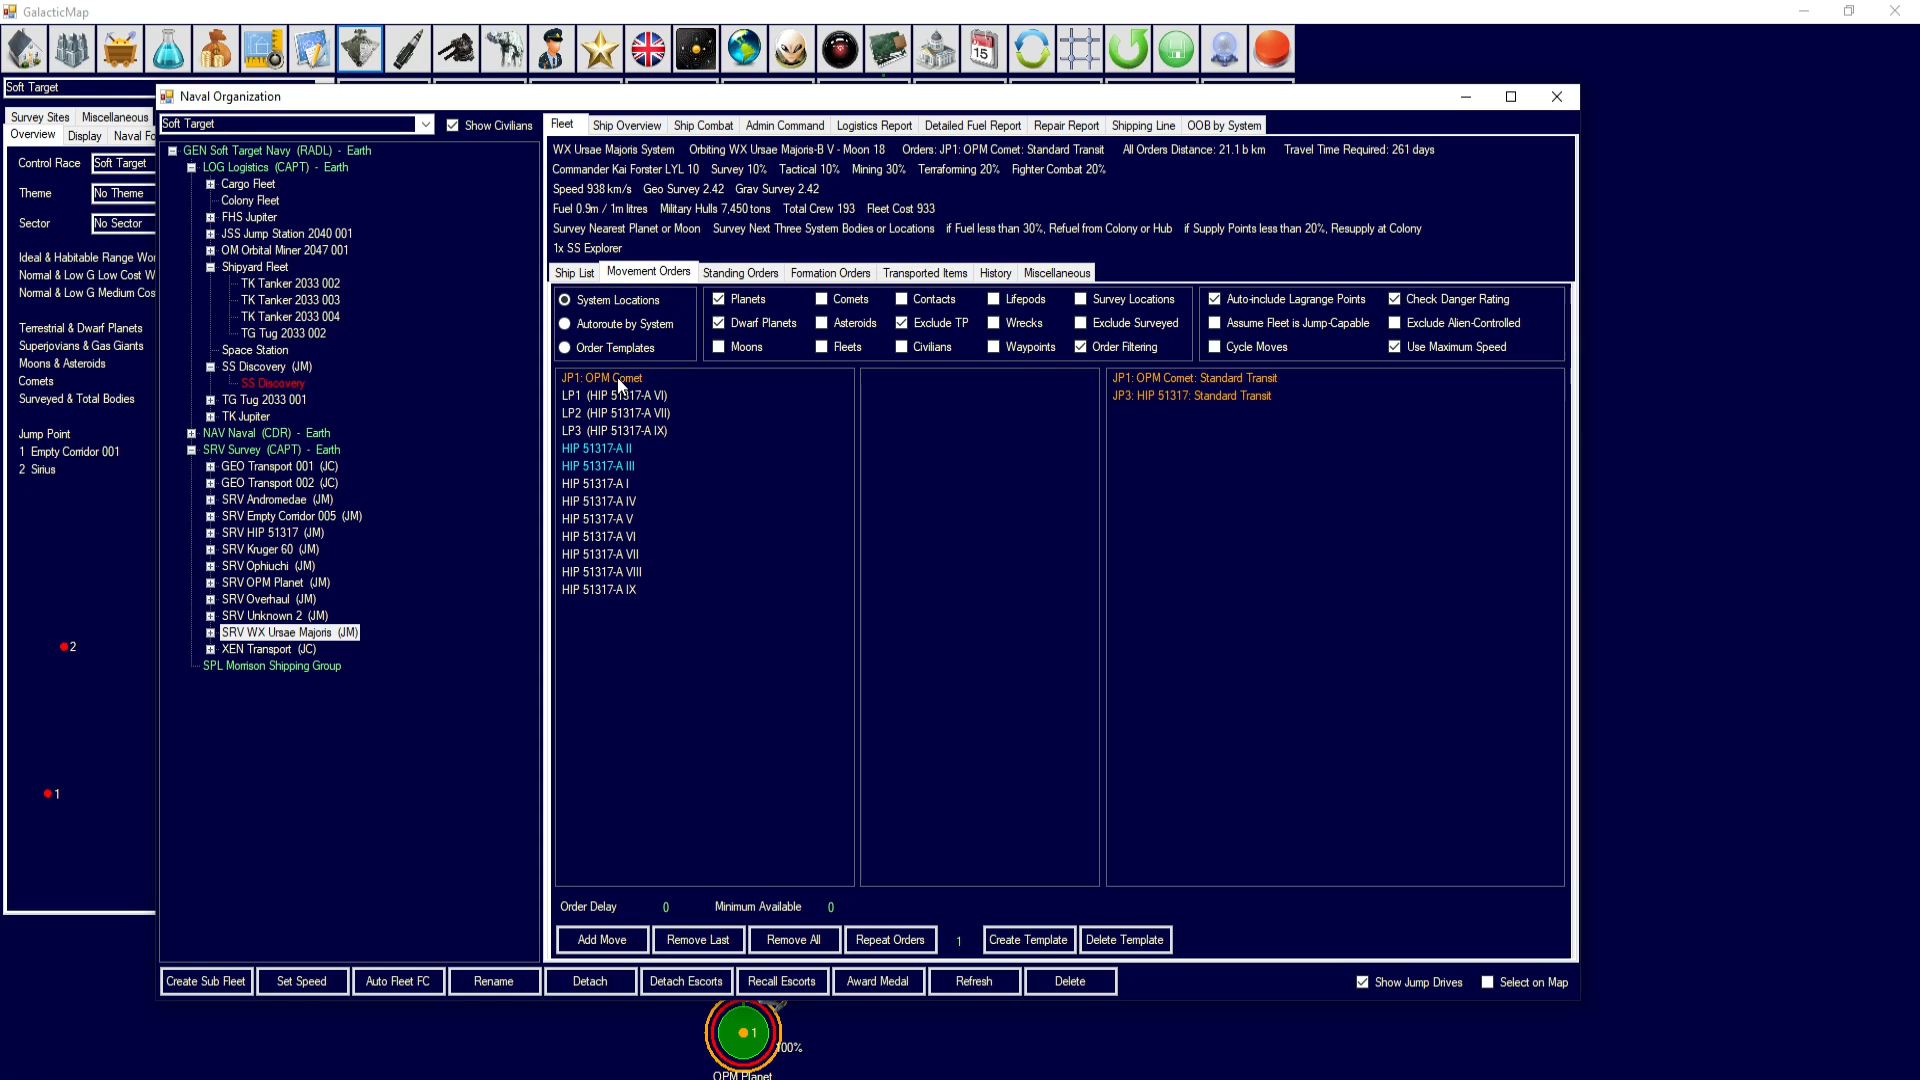 GalacticMap
15
Soft Target
Naval Organization
Survey Sites Miscellaneous
Overview Display Naval Fo
Control Race Soft Target
Theme No Theme
Sector No Sector
Ideal & Habitable Range Wor
Normal & Low G Low Cost W
Normal & Low G Medium Cos
Terrestrial & Dwarf Planets
Superjovians & Gas Giants
Moons & Asteroids
Comets
Surveyed & Total Bodies
Jump Point
1 Empty Corridor 001
2 Sirius
2
1
Soft Target Show Civilians
GEN Soft Target Navy (RADL) - Earth
LOG Logistics (CAPT) - Earth
Cargo Fleet
Colony Fleet
FHS Jupiter
JSS Jump Station 2040 001
OM Orbital Miner 2047 001
Shipyard Fleet
TK Tanker 2033 002
TK Tanker 2033 003
TK Tanker 2033 004
TG Tug 2033 002
Space Station
SS Discovery (JM)
SS Discovery
TG Tug 2033 001
TK Jupiter
NAV Naval (CDR) - Earth
SRV Survey (CAPT) - Earth
GEO Transport 001 (JC)
GEO Transport 002 (JC)
SRV Andromedae (JM)
SRV Empty Corridor 005 (JM)
SRV HIP 51317 (JM)
SRV Kruger 60 (JM)
SRV Ophiuchi (JM)
SRV OPM Planet (JM)
SRV Overhaul (JM)
SRV Unknown 2 (JM)
SRV WX Ursae Majoris (JM)
XEN Transport (JC)
SPL Morrison Shipping Group
Fleet Ship Overview Ship Combat Admin Command Logistics Report Detailed Fuel Report Repair Report Shipping Line OOB by System
WX Ursae Majoris System Orbiting WX Ursae Majoris-B V - Moon 18 Orders: JP1: OPM Comet: Standard Transit All Orders Distance: 21.1 b km Travel Time Required: 261 days
Commander Kai Forster LYL 10 Survey 10% Tactical 10% Mining 30% Terraforming 20% Fighter Combat 20%
Speed 938 km/s Geo Survey 2.42 Grav Survey 2.42
Fuel 0.9m / 1m litres Military Hulls 7,450 tons Total Crew 193 Fleet Cost 933
Survey Nearest Planet or Moon Survey Next Three System Bodies or Locations if Fuel less than 30%, Refuel from Colony or Hub if Supply Points less than 20%, Resupply at Colony
1x SS Explorer
Ship List Movement Orders Standing Orders Formation Orders Transported Items History Miscellaneous
System Locations Planets Comets Contacts Lifepods Survey Locations Auto-include Lagrange Points Check Danger Rating
Autoroute by System Dwarf Planets Asteroids Exclude TP Wrecks Exclude Surveyed Assume Fleet is Jump-Capable Exclude Alien-Controlled
Order Templates Moons Fleets Civilians Waypoints Order Filtering Cycle Moves Use Maximum Speed
JP1: OPM Comet
LP1 (HIP 51317-A VI)
LP2 (HIP 51317-A VII)
LP3 (HIP 51317-A IX)
HIP 51317-A II
HIP 51317-A III
HIP 51317-A I
HIP 51317-A IV
HIP 51317-A V
HIP 51317-A VI
HIP 51317-A VII
HIP 51317-A VIII
HIP 51317-A IX
JP1: OPM Comet: Standard Transit
JP3: HIP 51317: Standard Transit
Order Delay 0 Minimum Available 0
Add Move Remove Last Remove All Repeat Orders 1 Create Template Delete Template
Create Sub Fleet Set Speed Auto Fleet FC Rename Detach Detach Escorts Recall Escorts Award Medal Refresh Delete Show Jump Drives Select on Map
1
100%
OPM Planet